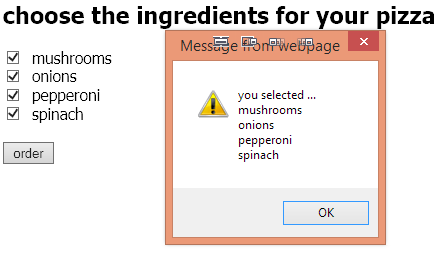 choose the ingredients for your pizza
mushrooms
onions
pepperoni
spinach
order
Message from webpage
you selected ...
mushrooms
onions
pepperoni
spinach
OK